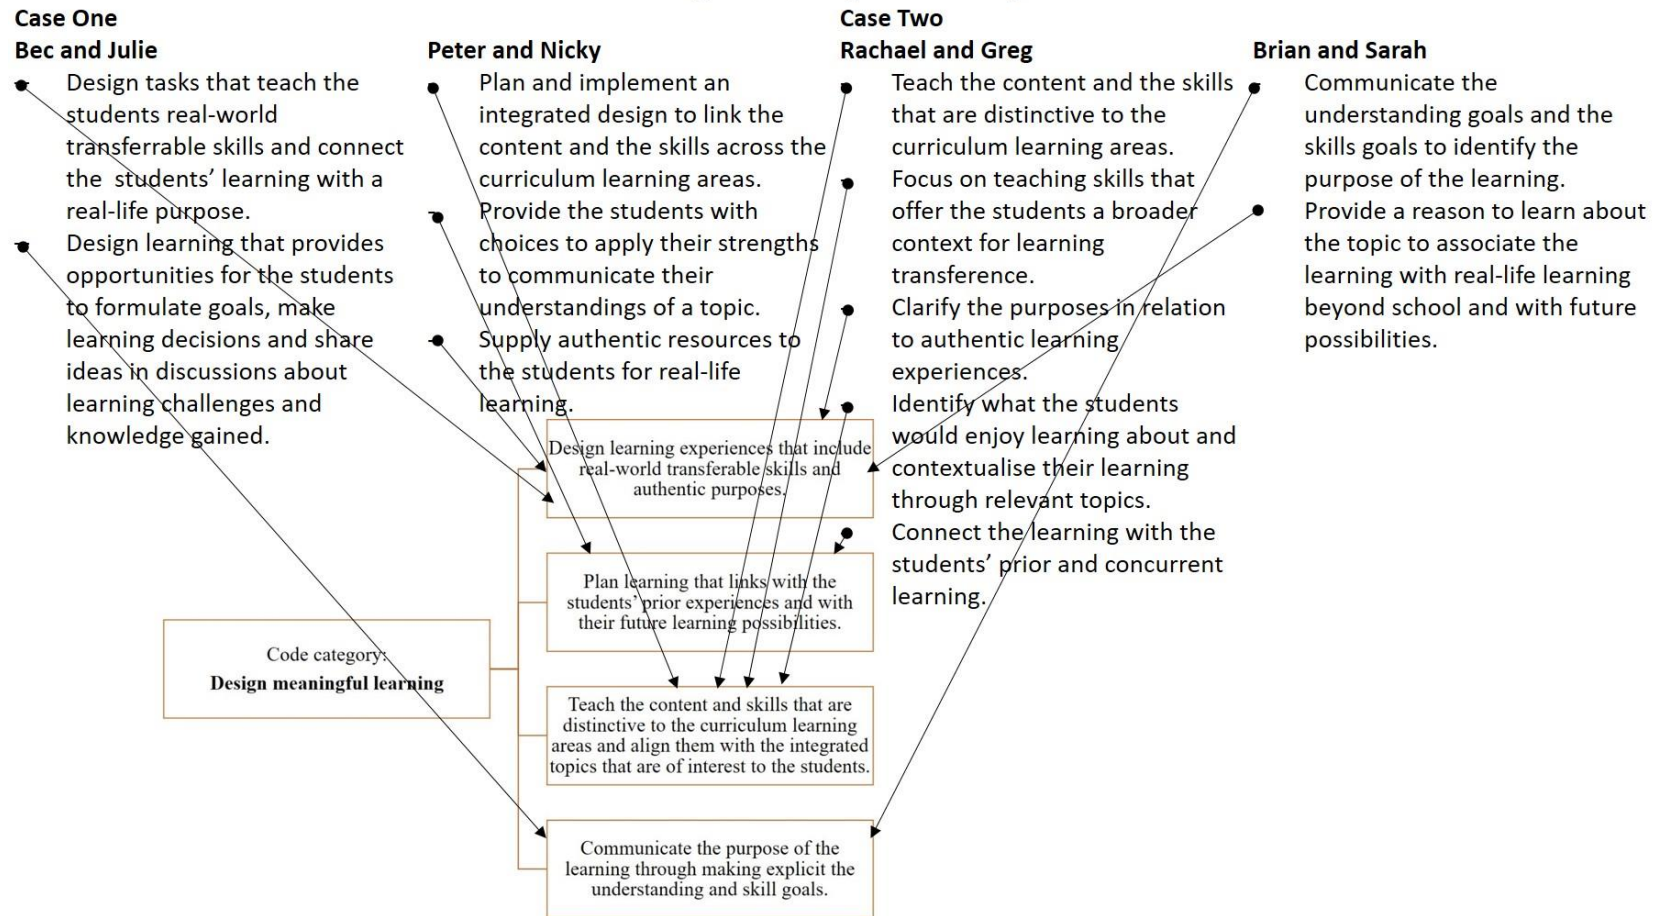 Case One
Bec and Julie
Design tasks that teach the
students real-world
transferrable skills and connect
the students’ learning with a
real-life purpose.
Design learning that provides
opportunities for the students
to formulate goals, make
learning decisions and share
ideas in discussions about
learning challenges and
knowledge gained.
Peter and Nicky
Plan and implement an
integrated design to link the
content and the skills across the
curriculum learning areas.
Provide the students with
choices to apply their strengths
to communicate their
understandings of a topic.
Supply authentic resources to
the students for real-life
learning.
Case Two
Rachael and Greg
Teach the content and the skills
that are distinctive to the
curriculum learning areas.
Focus on teaching skills that
offer the students a broader
context for learning
transference.
Clarify the purposes in relation
to authentic learning
experiences.
Identify what the students
would enjoy learning about and
contextualise their learning
through relevant topics.
Connect the learning with the
students’ prior and concurrent
learning.
Brian and Sarah
Communicate the
understanding goals and the
skills goals to identify the
purpose of the learning.
Provide a reason to learn about
the topic to associate the
learning with real-life learning
beyond school and with future
possibilities.
Code category:
Design meaningful learning
Design learning experiences that include
real-world transferable skills and
authentic purposes.
Plan learning that links with the
students’ prior experiences and with
their future learning possibilities.
Teach the content and skills that are
distinctive to the curriculum learning
areas and align them with the integrated
topics that are of interest to the students.
Communicate the purpose of the
learning through making explicit the
understanding and skill goals.